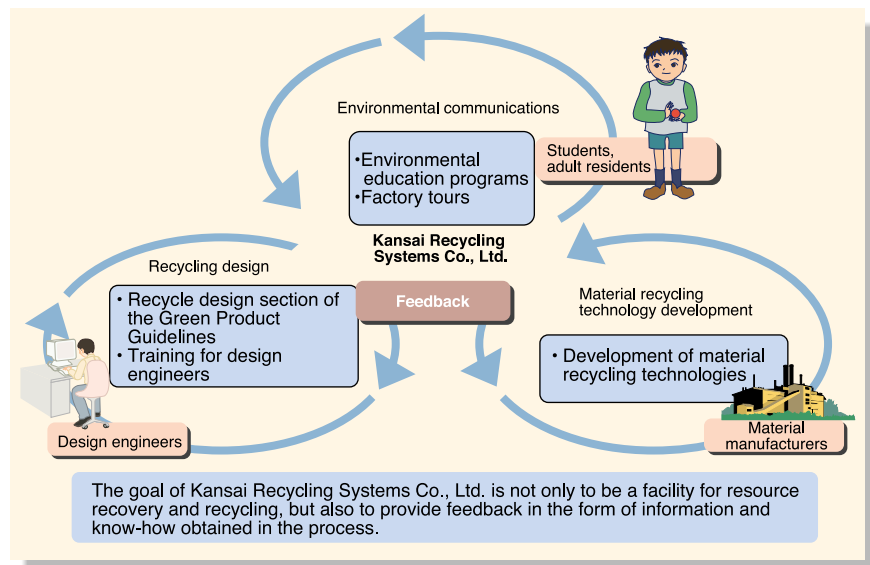 Environmental communications
•Environmental
education programs
•Factory tours
Students,
adult residents
Kansai Recycling
Systems Co., Ltd.
Recycling design
• Recycle design section of
the Green Product
Guidelines
• Training for design
engineers
Design engineers
Feedback
Material recycling
technology development
• Development of material
recycling technologies
Material
manufacturers
The goal of Kansai Recycling Systems Co., Ltd. is not only to be a facility for resource
recovery and recycling, but also to provide feedback in the form of information and
know-how obtained in the process.